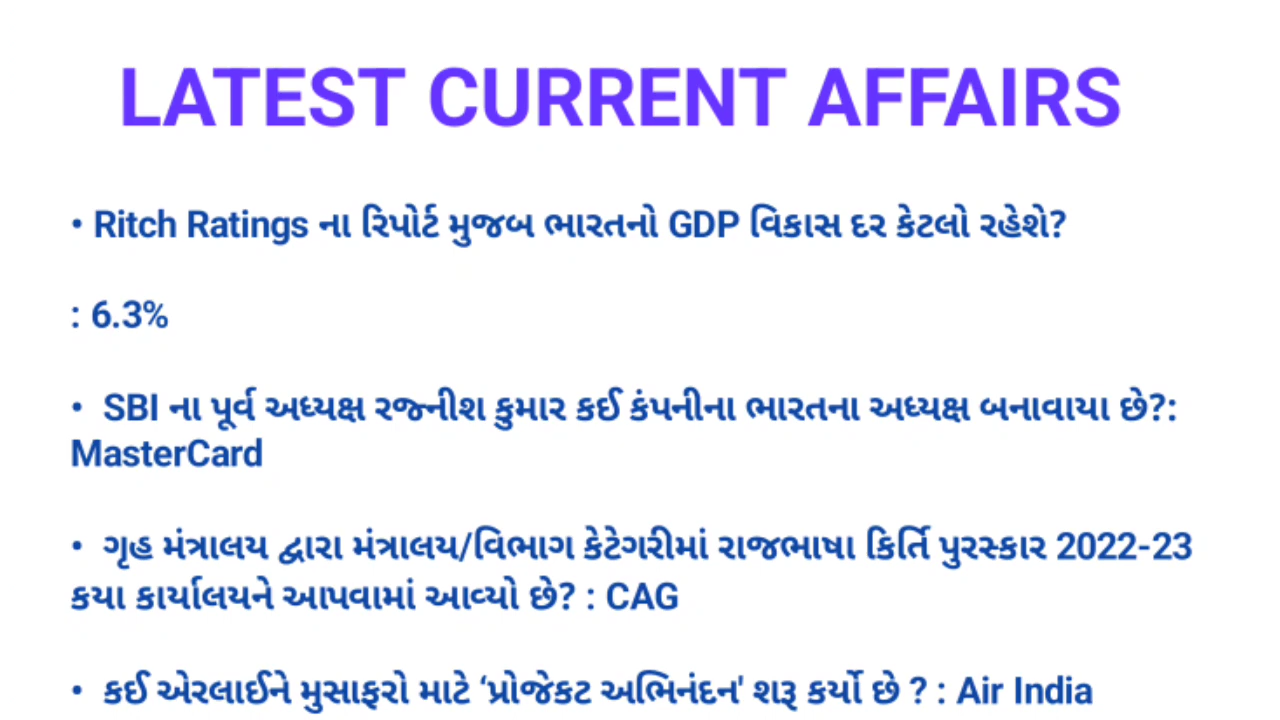 LATEST CURRENT AFFAIRS
• Ritch Ratings ના રિપોર્ટ મુજબ ભારતનો GDP વિકાસ દર કેટલો રહેશે?
: 6.3%
• SBI ના પૂર્વ અધ્યક્ષ રજનીશ કુમાર કઈ કંપનીના ભારતના અધ્યક્ષ બનાવાયા છે?:
MasterCard
• ગૃહ મંત્રાલય દ્વારા મંત્રાલય/વિભાગ કેટેગરીમાં રાજભાષા કિર્તિ પુરસ્કાર 2022-23
કયા કાર્યાલયને આપવામાં આવ્યો છે? : CAG
• કઈ એરલાઈને મુસાફરો માટે ‘પ્રોજેકટ અભિનંદન' શરૂ કર્યો છે ? : Air India